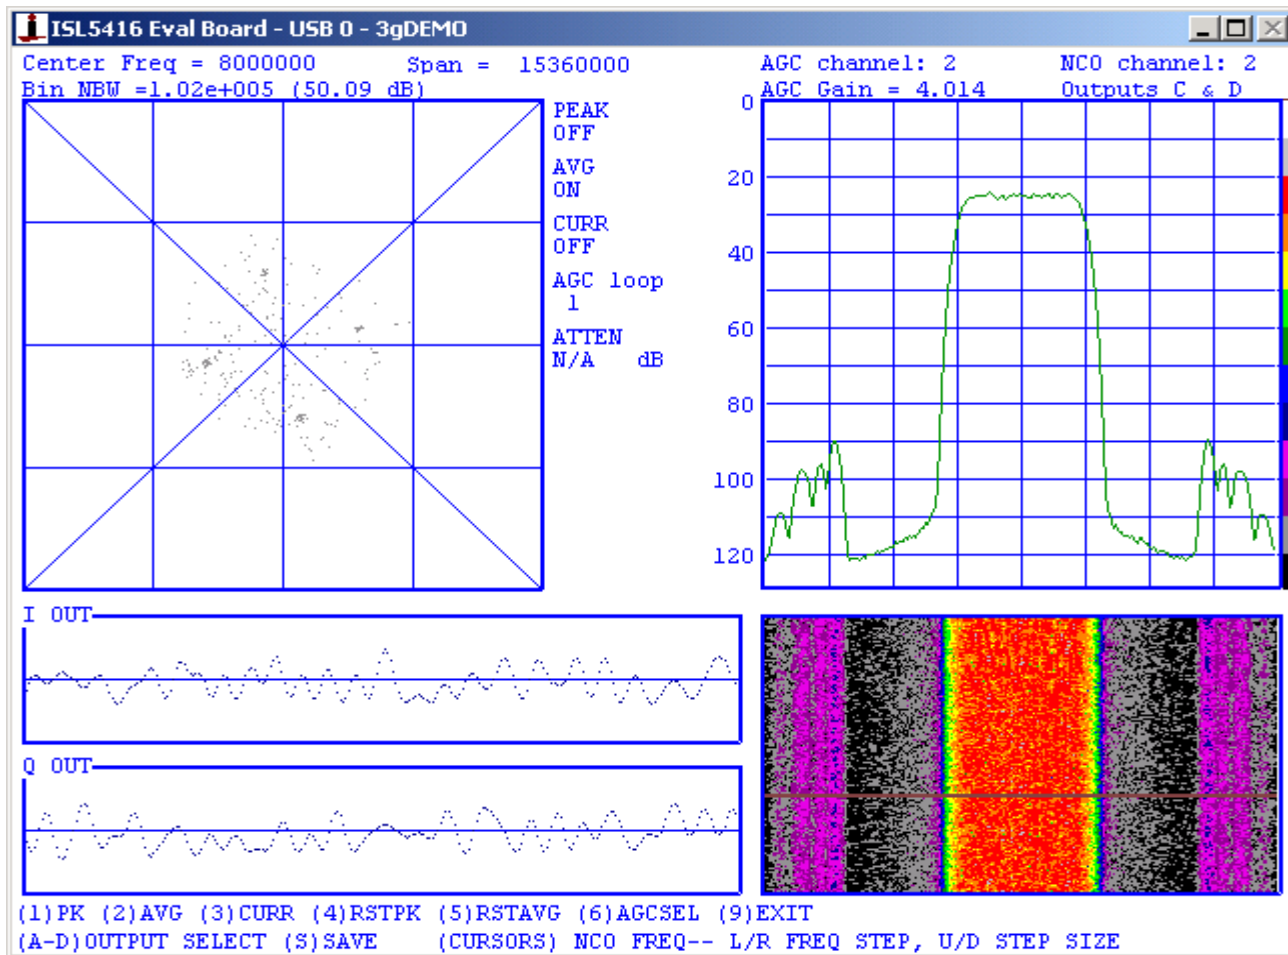 ISL5416 Eval Board - USB 0 - 3gDEMO
Center Freq = 8000000 Span = 15360000
Bin NBW =1.02e+005 (50.09 dB)
AGC channel: 2 NCO channel: 2
AGC Gain = 4.014 Outputs C & D
PEAK
OFF
AVG
ON
CURR
OFF
AGC loop
1
ATTEN
N/A dB
0
20
40
60
80
100
120
I OUT
Q OUT
(1)PK (2)AVG (3)CURR (4)RSTPK (5)RSTAVG (6)AGCSEL (9)EXIT
(A-D)OUTPUT SELECT (S)SAVE (CURSORS) NCO FREQ-- L/R FREQ STEP, U/D STEP SIZE